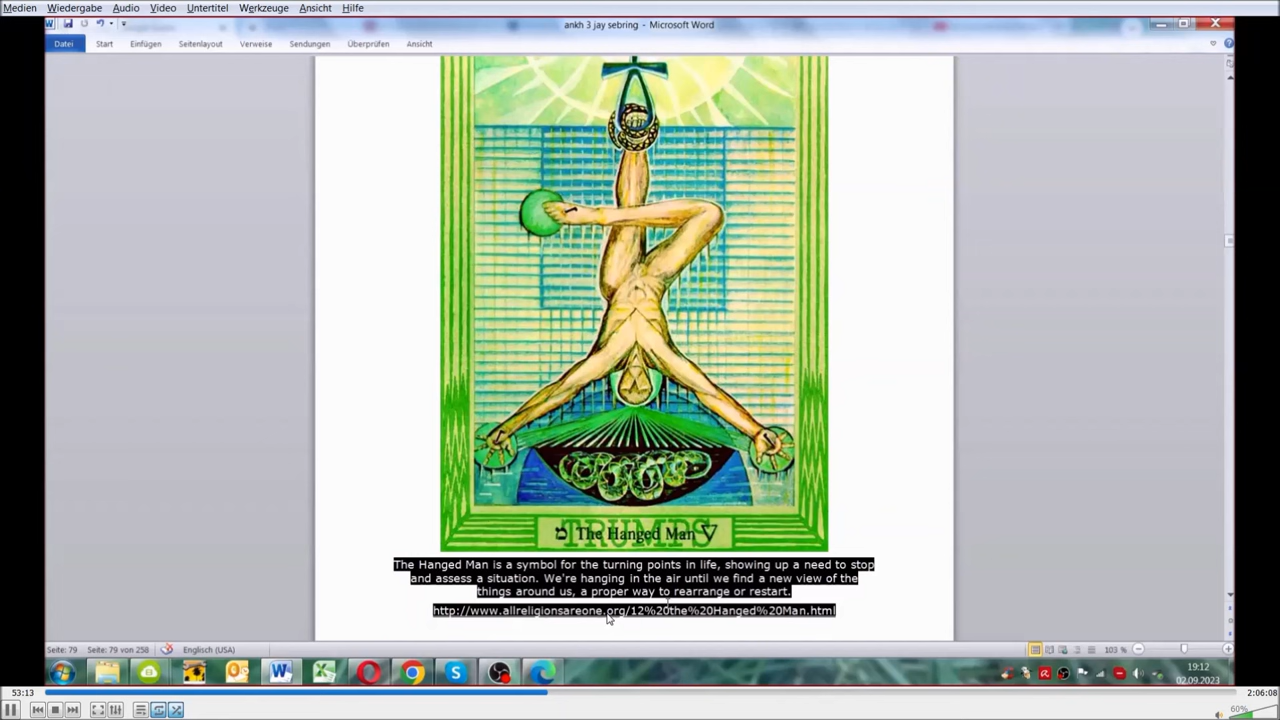 Medien Wiedergabe Audio Video Untertitel Werkzeuge Ansicht Hilfe
ankh 3 jay sebring - Microsoft Word
Datei Start Einfügen Seitenlayout Verweise Sendungen Überprüfen Ansicht
TRUMPS
מ The Hanged Man
The Hanged Man is a symbol for the turning points in life, showing up a need to stop
and assess a situation. We're hanging in the air until we find a new view of the
things around us, a proper way to rearrange or restart.
http://www.allreligionsareone.org/12%20the%20Hanged%20Man.html
Seite: 79 Seite: 79 von 258 Englisch (USA) 103 %
19:12
02.09.2023
53:13 2:06:08
60%